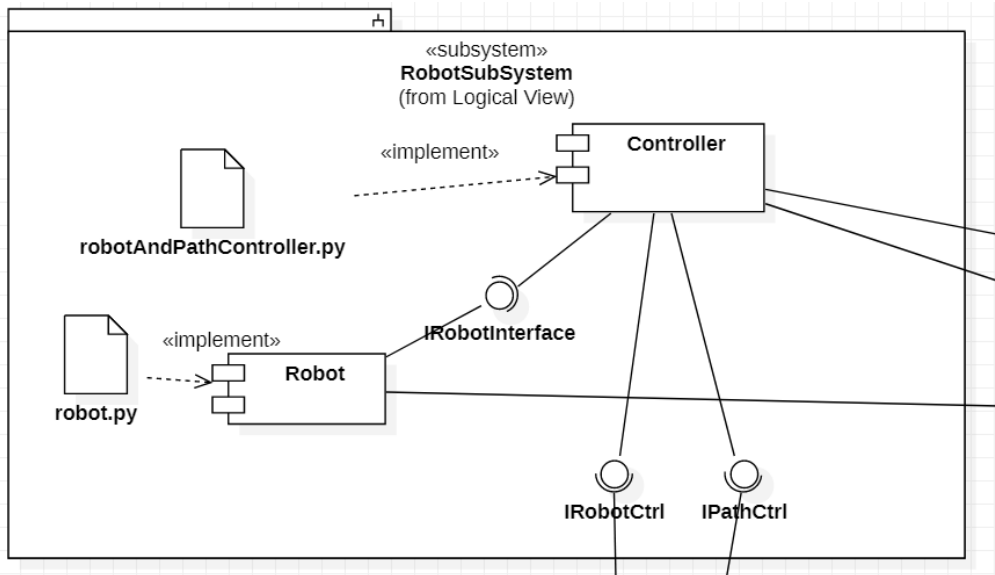 «subsystem»
RobotSubSystem
(from Logical View)
«implement»
Controller
robotAndPathController.py
IRobotInterface
«implement»
Robot
robot.py
IRobotCtrl
IPathCtrl